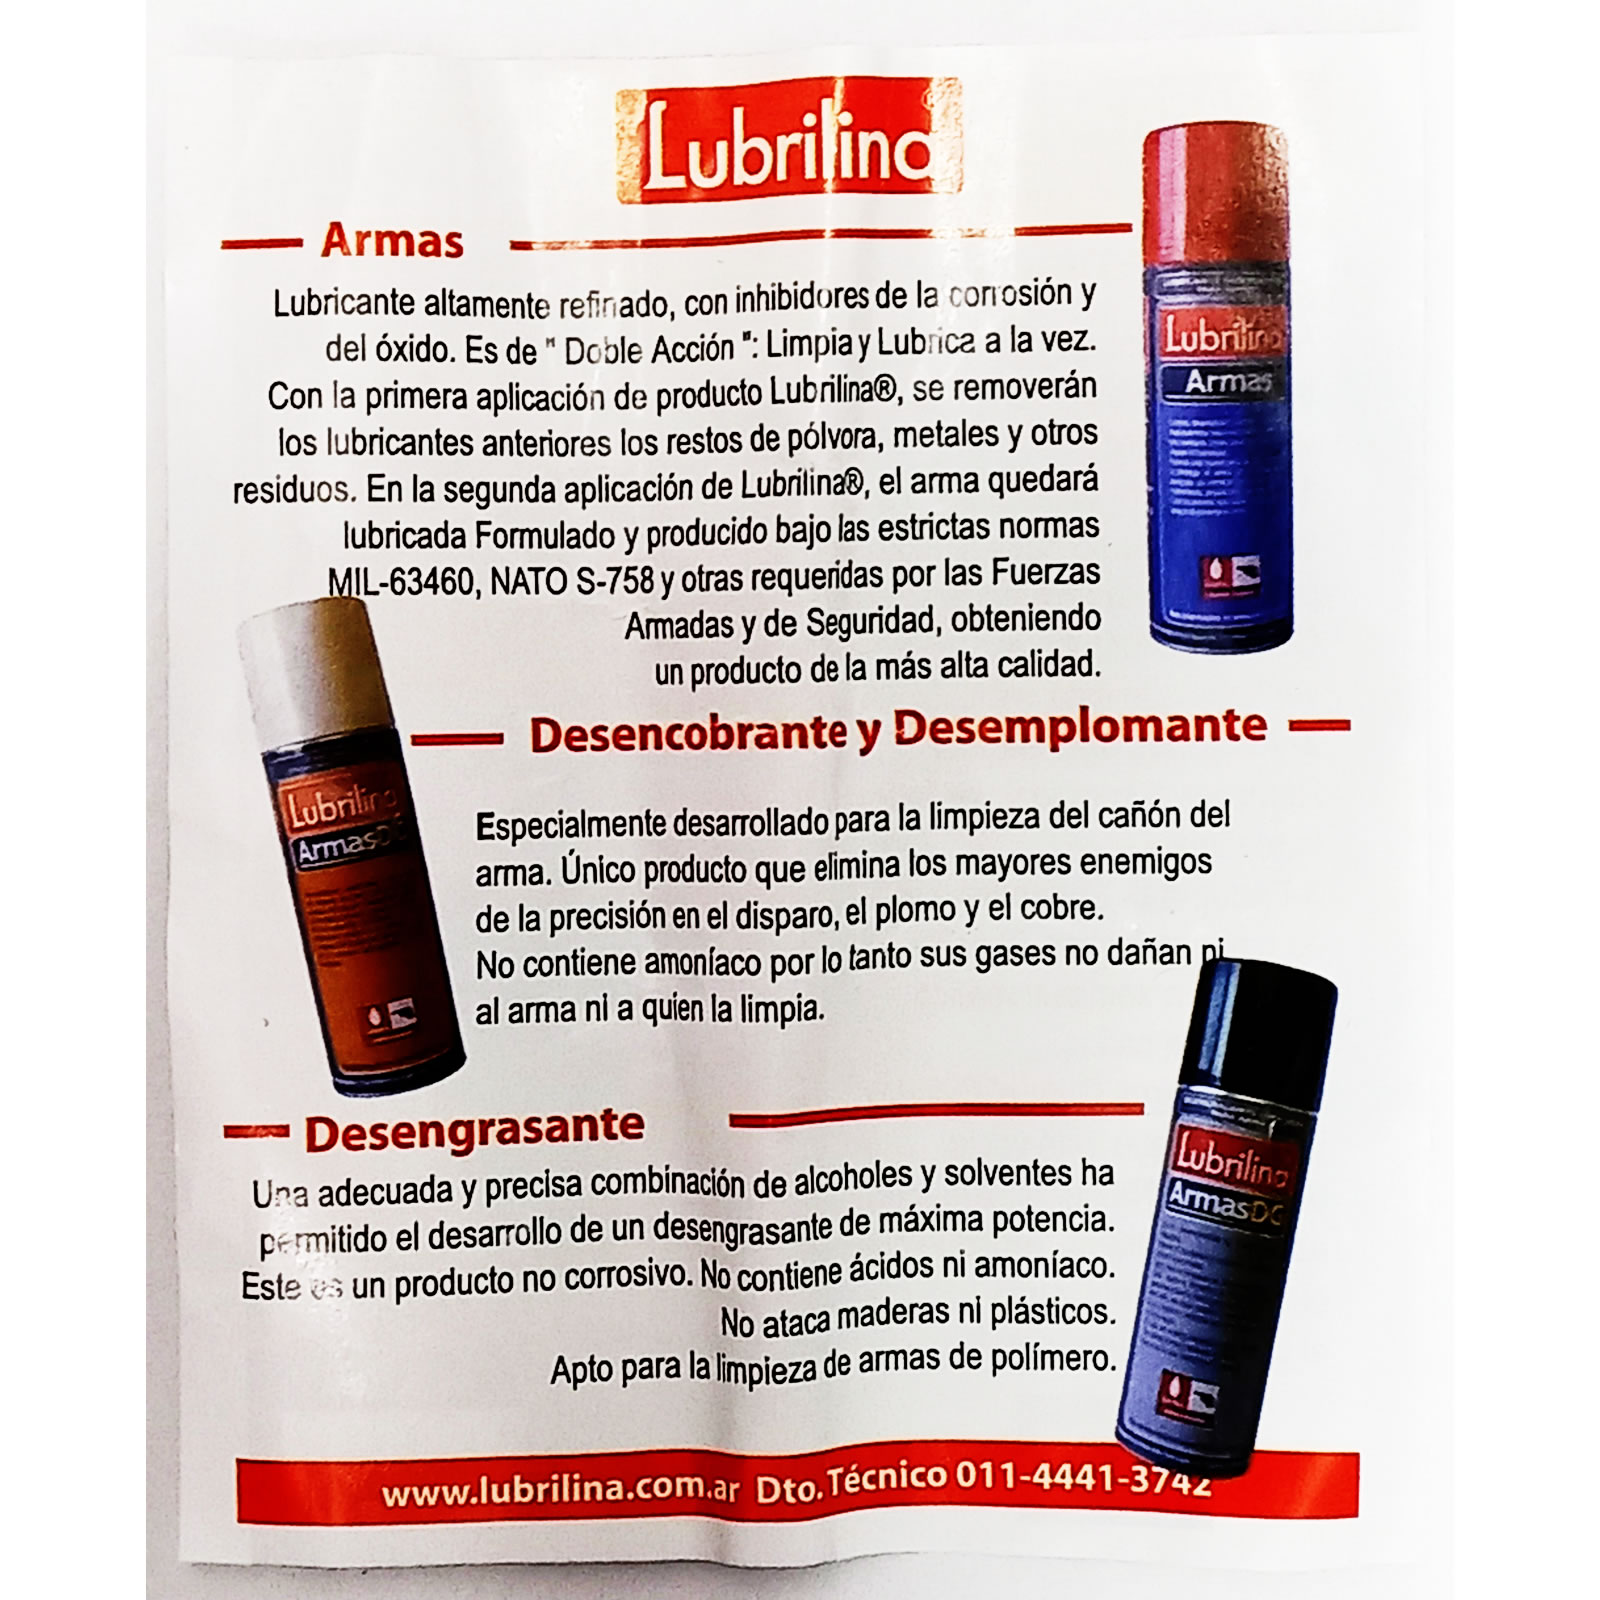 Lubrilina®
Armas
Lubricante altamente refinado, con inhibidores de la corrosión y
del óxido. Es de " Doble Acción ": Limpia y Lubrica a la vez.
Con la primera aplicación de producto Lubrilina®, se removerán
los lubricantes anteriores los restos de pólvora, metales y otros
residuos. En la segunda aplicación de Lubrilina®, el arma quedará
lubricada Formulado y producido bajo las estrictas normas
MIL-63460, NATO S-758 y otras requeridas por las Fuerzas
Armadas y de Seguridad, obteniendo
un producto de la más alta calidad.
Lubrilina
Armas
Desencobrante y Desemplomante
Especialmente desarrollado para la limpieza del cañón del
arma. Único producto que elimina los mayores enemigos
de la precisión en el disparo, el plomo y el cobre.
No contiene amoníaco por lo tanto sus gases no dañan ni
al arma ni a quien la limpia.
Lubrilina
ArmasDC
Desengrasante
Una adecuada y precisa combinación de alcoholes y solventes ha
permitido el desarrollo de un desengrasante de máxima potencia.
Este es un producto no corrosivo. No contiene ácidos ni amoníaco.
No ataca maderas ni plásticos.
Apto para la limpieza de armas de polímero.
Lubrilina
ArmasDG
www.lubrilina.com.ar Dto. Técnico 011-4441-3742